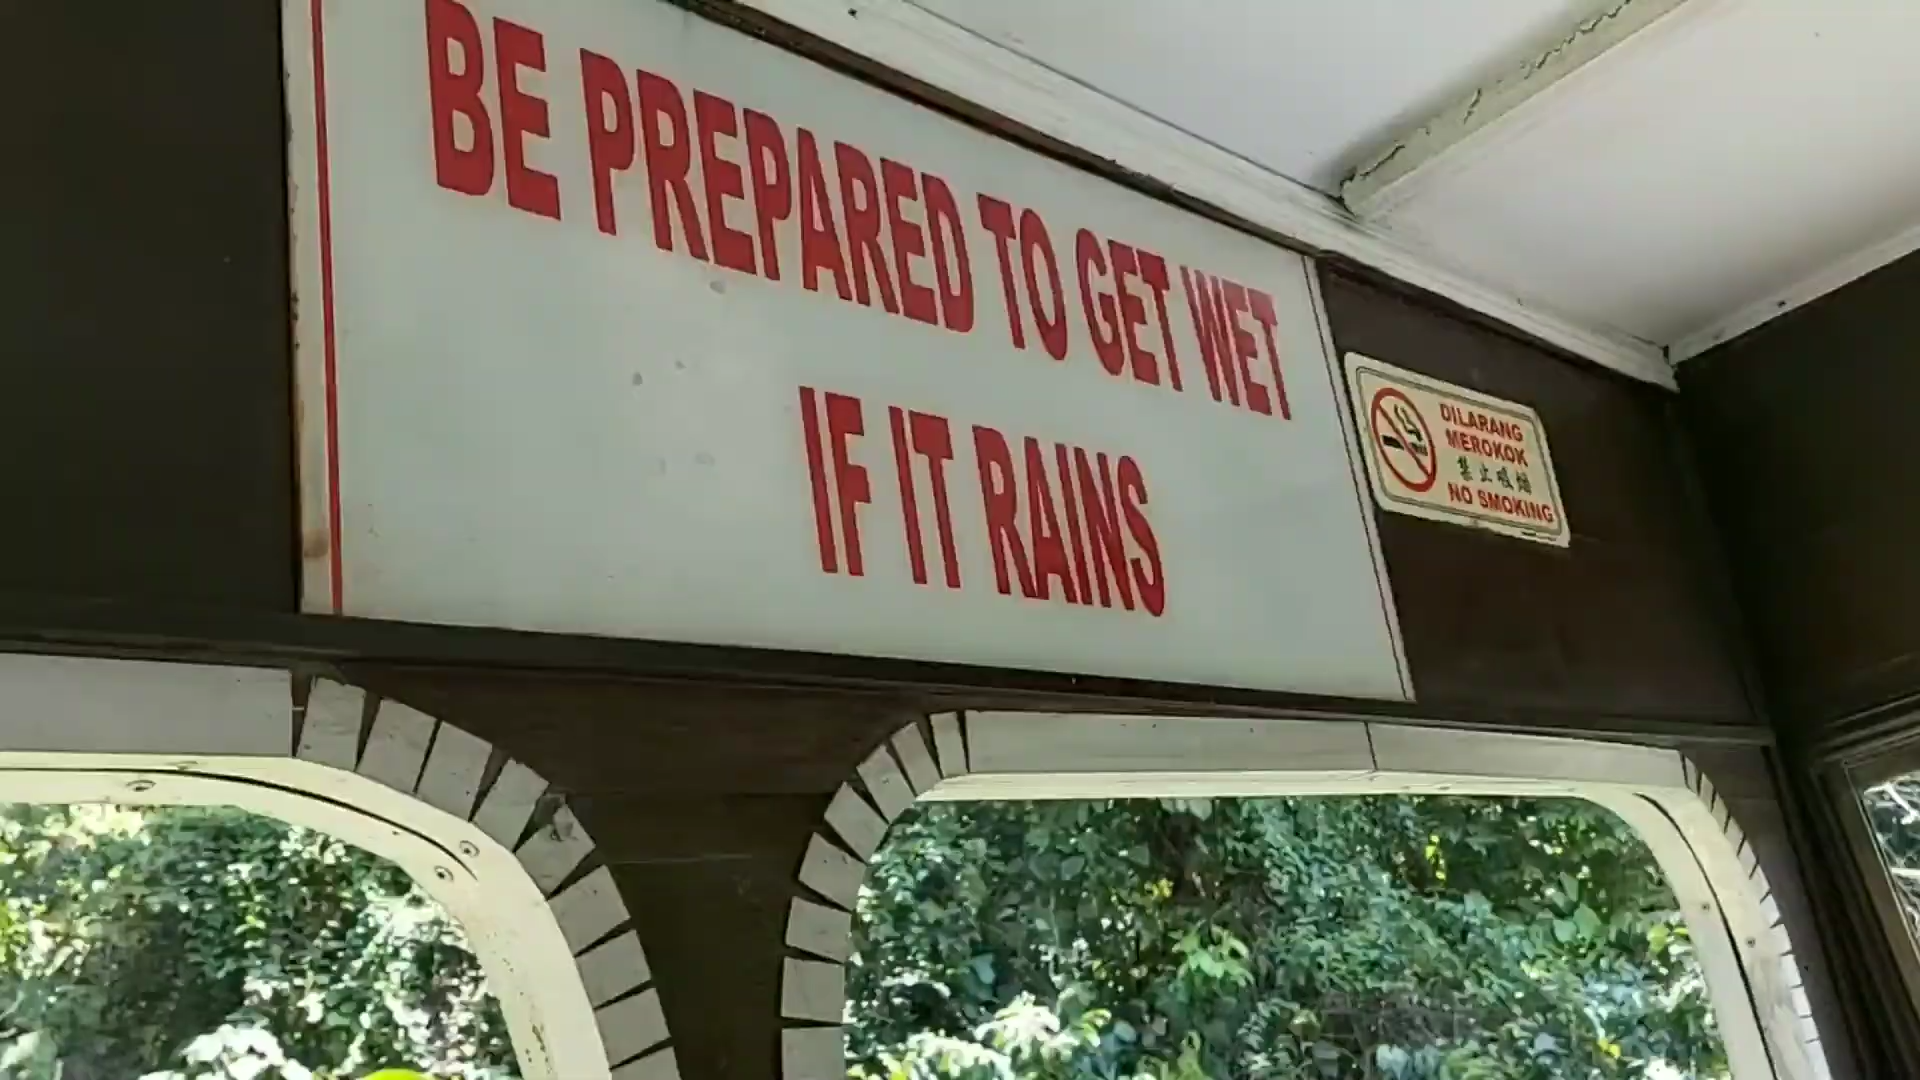 BE PREPARED TO GET WET
IF IT RAINS
DILARANG
MEROKOK
禁止吸烟
NO SMOKING